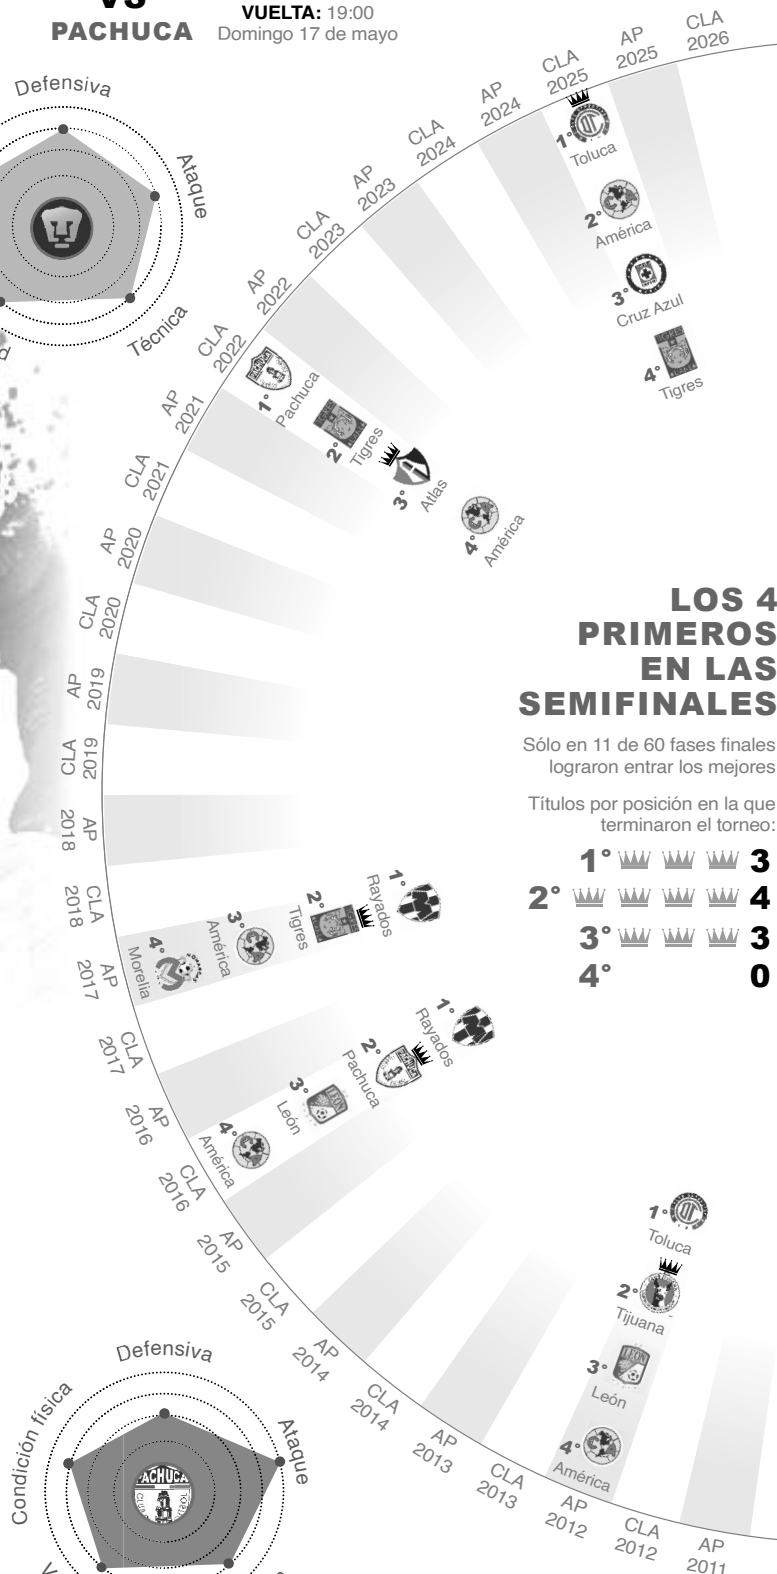 VS
PACHUCA
VUELTA: 19:00
Domingo 17 de mayo
Defensiva
Ataque
Técnica
CLA
2026
AP
2025
CLA
2025
AP
2024
CLA
2024
AP
2023
CLA
2023
AP
2022
CLA
2022
AP
2021
CLA
2021
AP
2020
CLA
2020
AP
2019
CLA
2019
AP
2018
CLA
2018
AP
2017
CLA
2017
AP
2016
CLA
2016
AP
2015
CLA
2015
AP
2014
CLA
2014
AP
2013
CLA
2013
AP
2012
CLA
2012
AP
2011
1°
Toluca
2°
América
3°
Cruz Azul
4°
Tigres
1°
Pachuca
2°
Tigres
3°
Atlas
4°
América
LOS 4
PRIMEROS
EN LAS
SEMIFINALES
Sólo en 11 de 60 fases finales
lograron entrar los mejores
Títulos por posición en la que
terminaron el torneo:
1° 3
2° 4
3° 3
4° 0
1°
Rayados
2°
Tigres
3°
América
4°
Morelia
1°
Rayados
2°
Pachuca
3°
León
4°
América
1°
Toluca
2°
Tijuana
3°
León
4°
América
Defensiva
Ataque
Condición física
PACHUCA